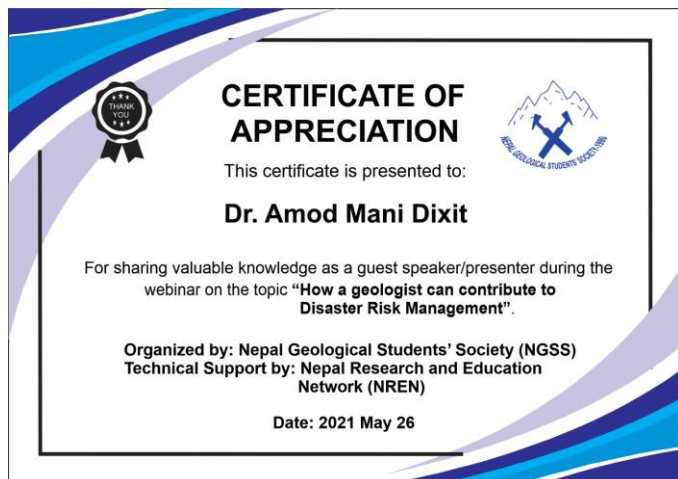 THANK
YOU
CERTIFICATE OF
APPRECIATION
NEPAL GEOLOGICAL STUDENTS' SOCIETY-1990
This certificate is presented to:
Dr. Amod Mani Dixit
For sharing valuable knowledge as a guest speaker/presenter during the
webinar on the topic “How a geologist can contribute to
Disaster Risk Management”.
Organized by: Nepal Geological Students’ Society (NGSS)
Technical Support by: Nepal Research and Education
Network (NREN)
Date: 2021 May 26